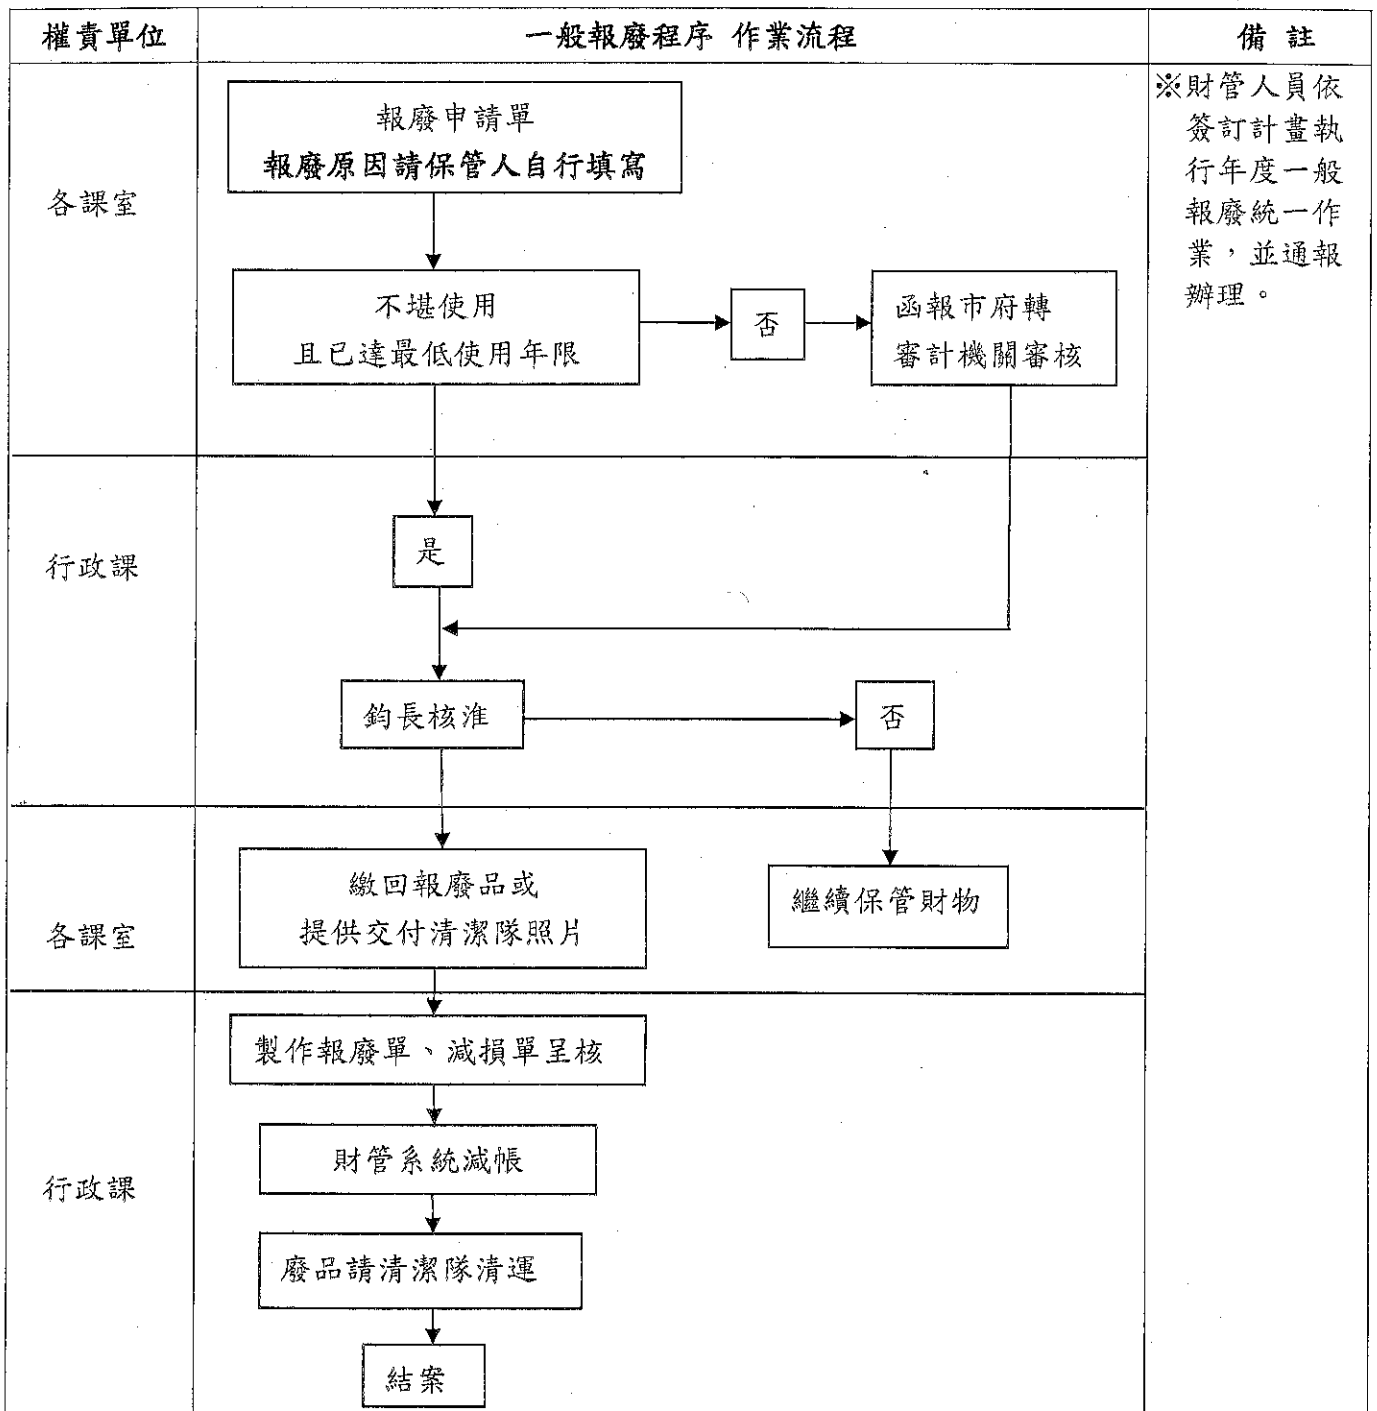 權責單位
一般報廢程序 作業流程
備 註
各課室
報廢申請單
報廢原因請保管人自行填寫
※財管人員依
簽訂計畫執
行年度一般
報廢統一作
業，並通報
辦理。
不堪使用
且已達最低使用年限
否
函報市府轉
審計機關審核
行政課
是
鈞長核准
否
各課室
繳回報廢品或
提供交付清潔隊照片
繼續保管財物
行政課
製作報廢單、減損單呈核
財管系統減帳
廢品請清潔隊清運
結案